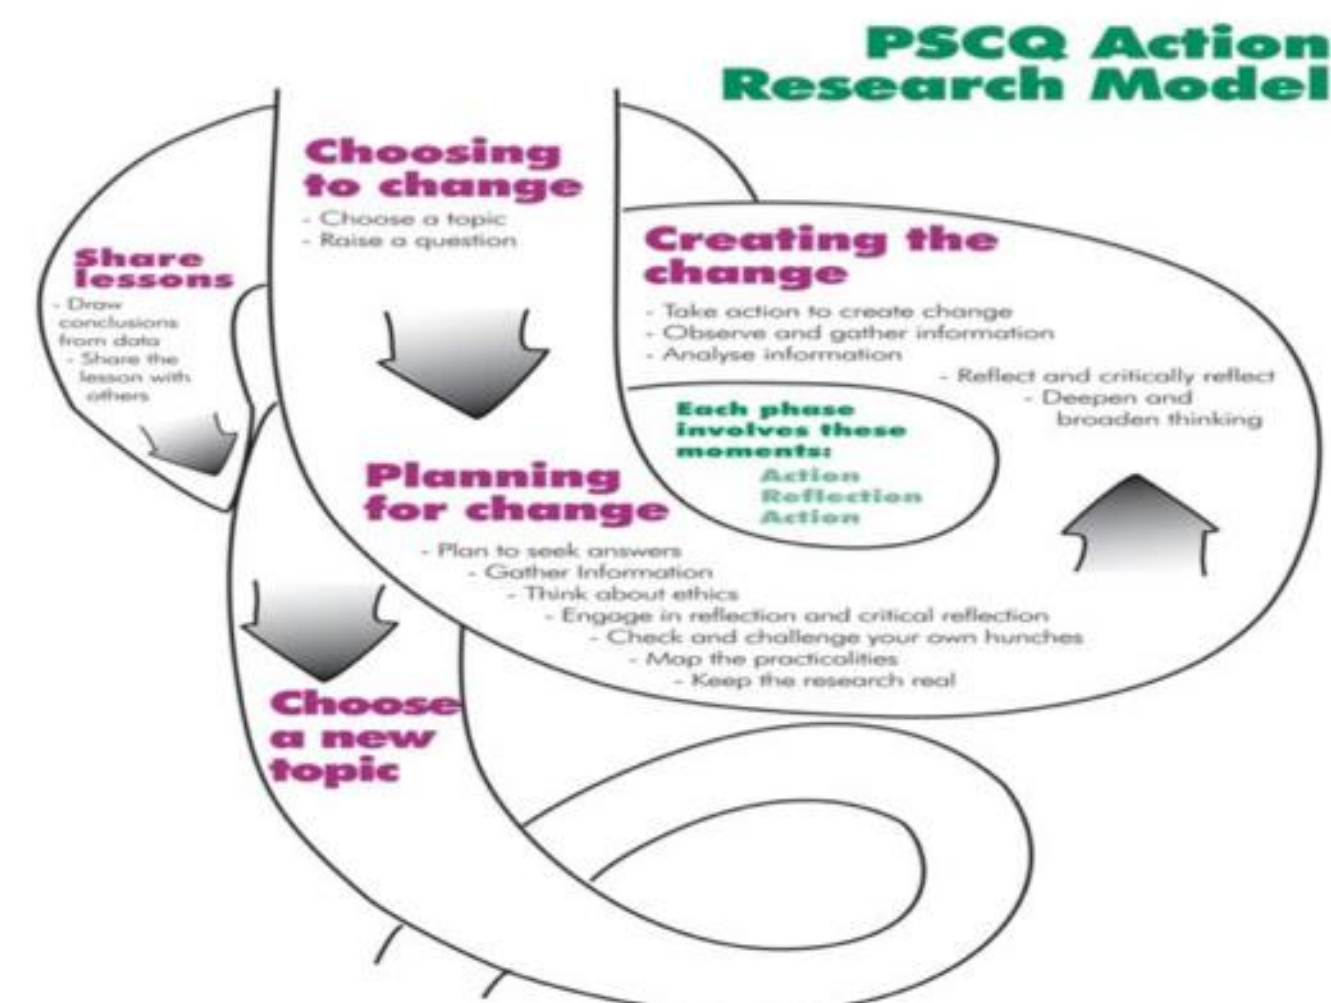 PSCQ Action
Research Model
Choosing
to change
- Choose a topic
- Raise a question
Planning
for change
- Plan to seek answers
- Gather Information
- Think about ethics
- Engage in reflection and critical reflection
- Check and challenge your own hunches
- Map the practicalities
- Keep the research real
Creating the
change
- Take action to create change
- Observe and gather information
- Analyse information
- Reflect and critically reflect
- Deepen and
broaden thinking
Each phase
involves these
moments:
Action
Reflection
Action
Share
lessons
- Draw
conclusions
from data
- Share the
lesson with
others
Choose
a new
topic